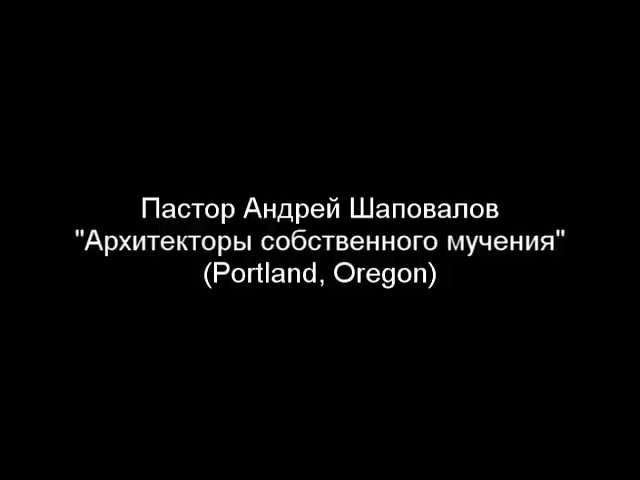 Пастор Андрей Шаповалов
"Архитекторы собственного мучения"
(Portland, Oregon)